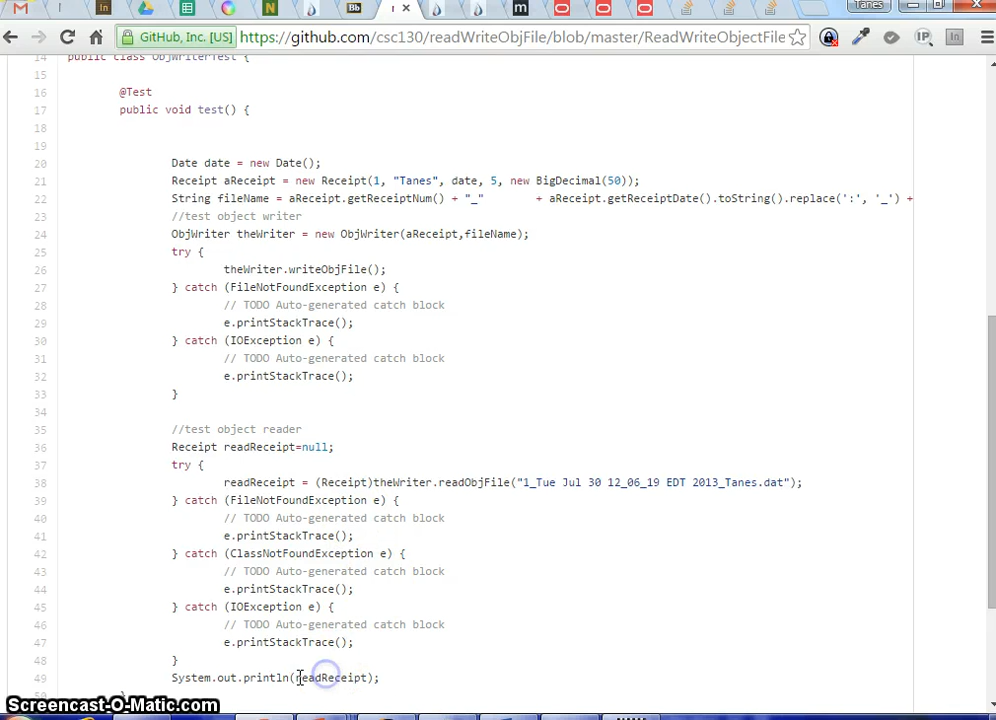 Tanes
GitHub, Inc. [US] https://github.com/csc130/readWriteObjFile/blob/master/ReadWriteObjectFile
14 public class ObjWriterTest {
15
16 @Test
17 public void test() {
18
19
20 Date date = new Date();
21 Receipt aReceipt = new Receipt(1, "Tanes", date, 5, new BigDecimal(50));
22 String fileName = aReceipt.getReceiptNum() + "_" + aReceipt.getReceiptDate().toString().replace(':', '_') +
23 //test object writer
24 ObjWriter theWriter = new ObjWriter(aReceipt,fileName);
25 try {
26 theWriter.writeObjFile();
27 } catch (FileNotFoundException e) {
28 // TODO Auto-generated catch block
29 e.printStackTrace();
30 } catch (IOException e) {
31 // TODO Auto-generated catch block
32 e.printStackTrace();
33 }
34
35 //test object reader
36 Receipt readReceipt=null;
37 try {
38 readReceipt = (Receipt)theWriter.readObjFile("1_Tue Jul 30 12_06_19 EDT 2013_Tanes.dat");
39 } catch (FileNotFoundException e) {
40 // TODO Auto-generated catch block
41 e.printStackTrace();
42 } catch (ClassNotFoundException e) {
43 // TODO Auto-generated catch block
44 e.printStackTrace();
45 } catch (IOException e) {
46 // TODO Auto-generated catch block
47 e.printStackTrace();
48 }
49 System.out.println(readReceipt);
Screencast-O-Matic.com